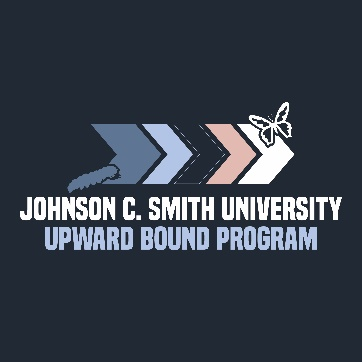 JOHNSON C. SMITH UNIVERSITY
UPWARD BOUND PROGRAM